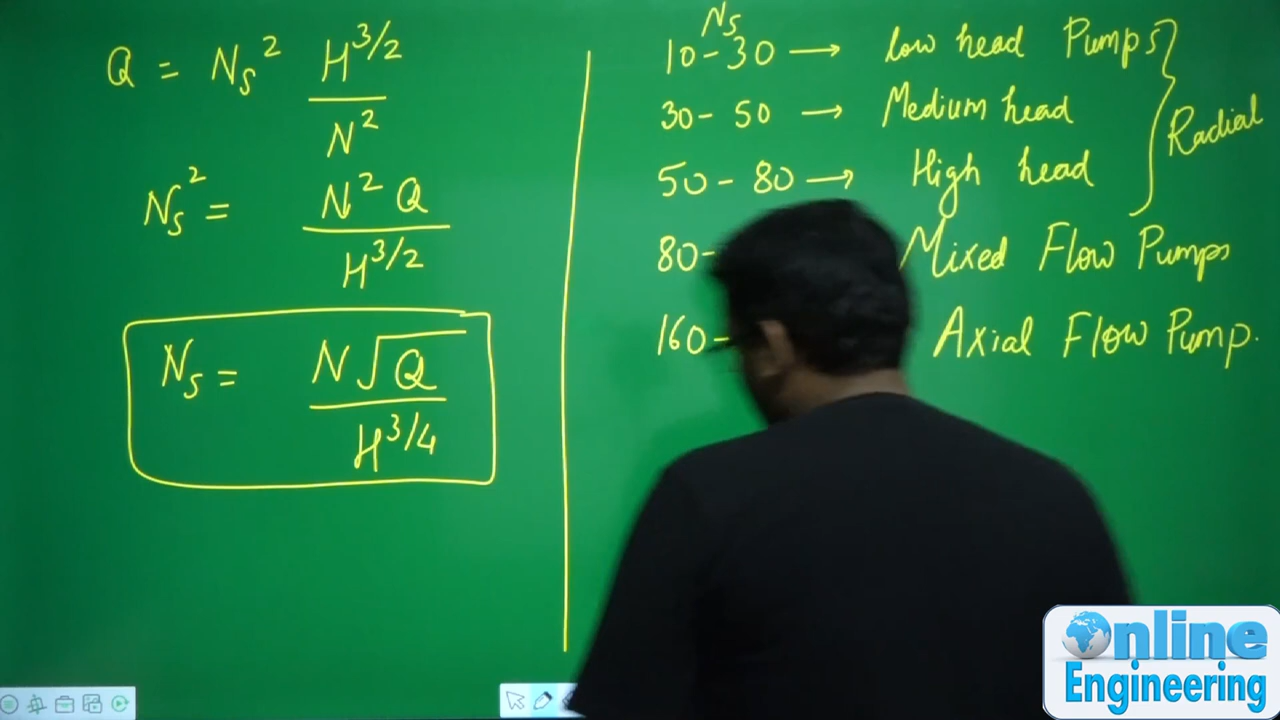 Q = Ns² H^3/2 / N²
Ns² = N² Q / H^3/2
Ns = N√Q / H^3/4
Ns
10-30 → low head Pumps
30- 50 → Medium head
50 - 80 → High head
Radial
80- Mixed Flow Pumps
160- Axial Flow Pump.
Online
Engineering